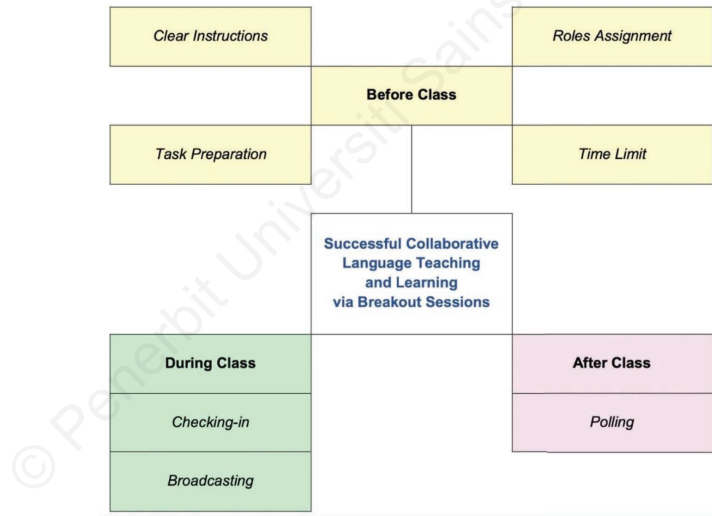 Clear Instructions
Roles Assignment
Before Class
Task Preparation
Time Limit
Successful Collaborative
Language Teaching
and Learning
via Breakout Sessions
During Class
After Class
Checking-in
Polling
Broadcasting
© Penerbit Universiti Sains